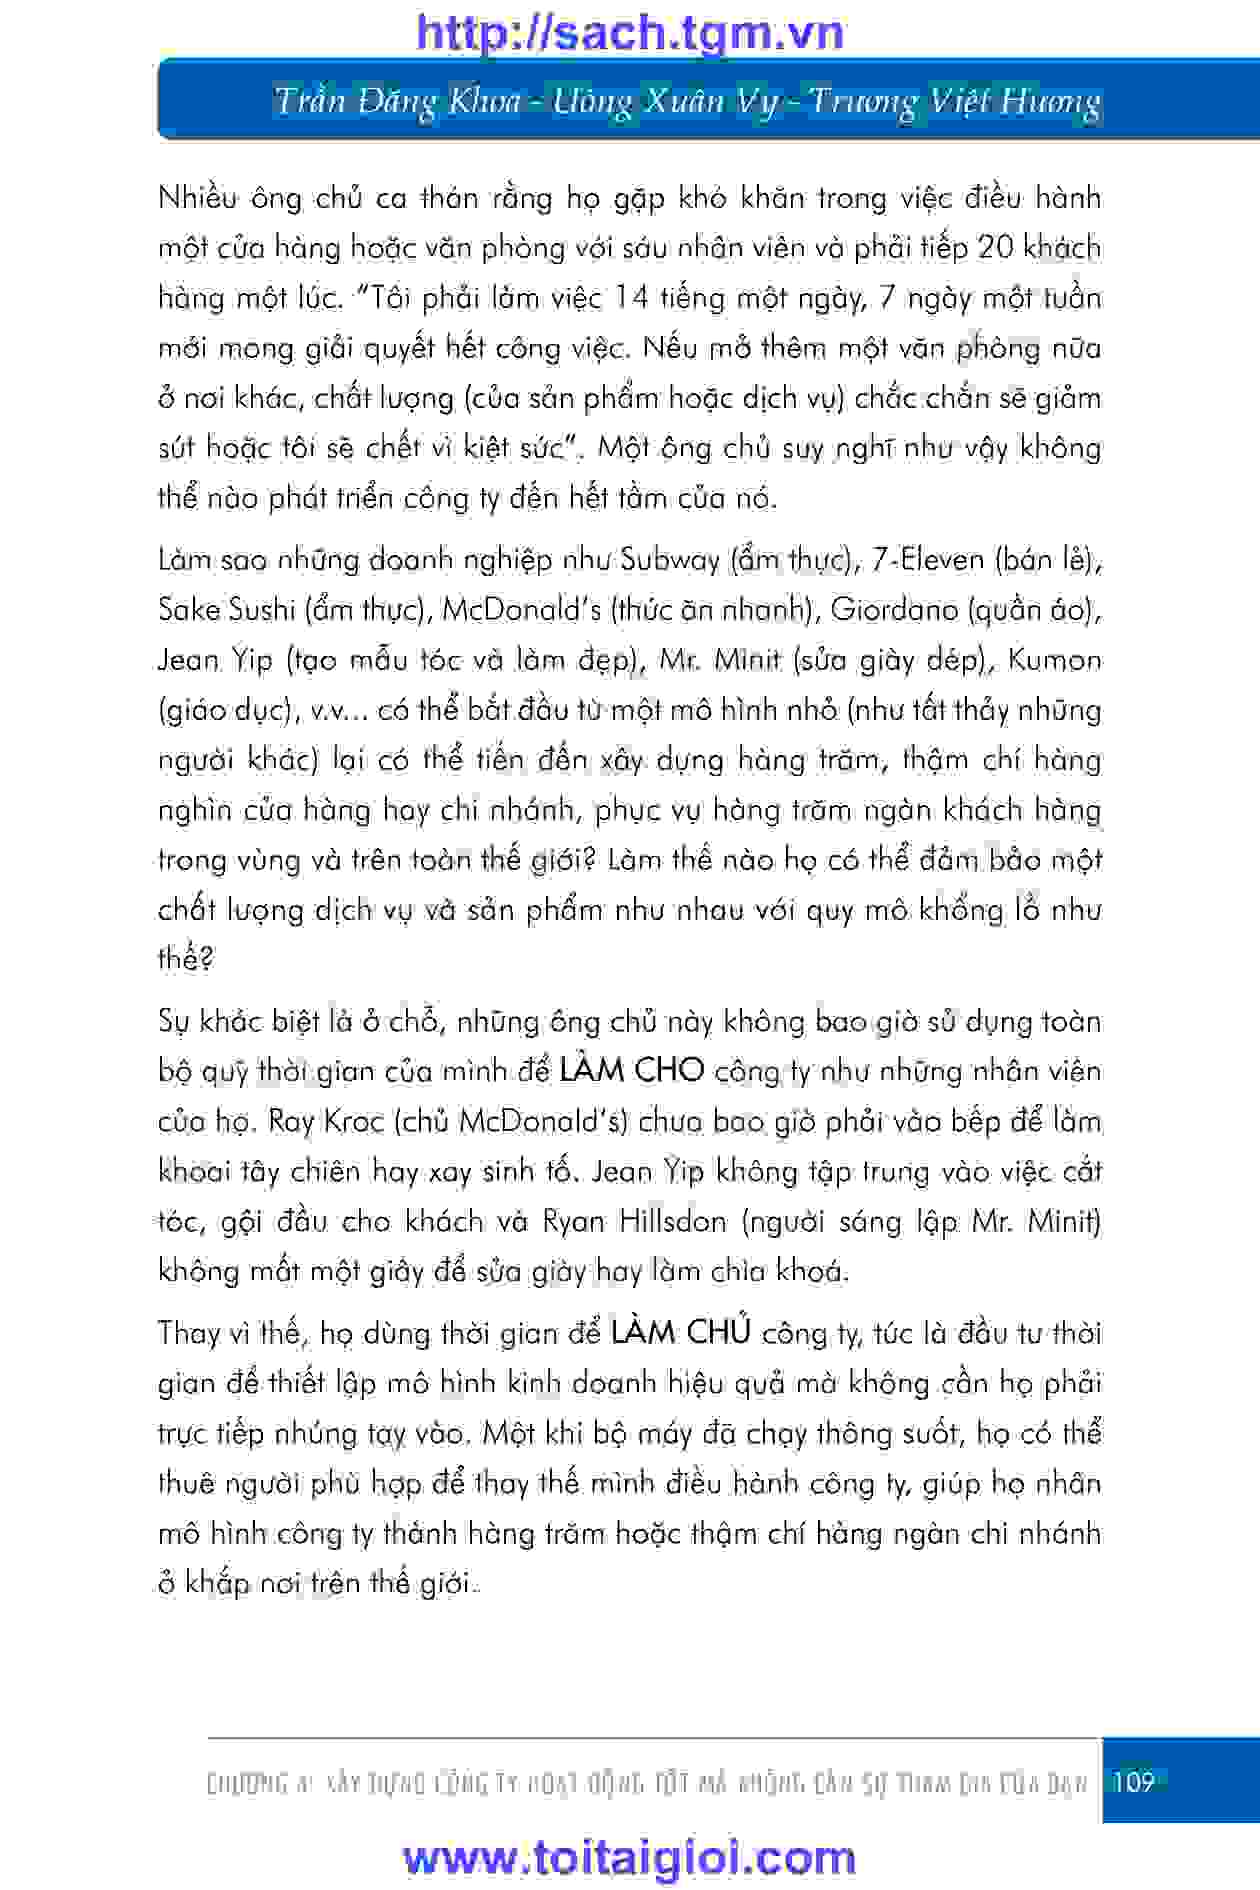 http://sach.tgm.vn
Trần Đăng Khoa - Uông Xuân Vy - Trương Việt Hương
Nhiều ông chủ ca thán rằng họ gặp khó khăn trong việc điều hành
một cửa hàng hoặc văn phòng với sáu nhân viên và phải tiếp 20 khách
hàng một lúc. “Tôi phải làm việc 14 tiếng một ngày, 7 ngày một tuần
mới mong giải quyết hết công việc. Nếu mở thêm một văn phòng nữa
ở nơi khác, chất lượng (của sản phẩm hoặc dịch vụ) chắc chắn sẽ giảm
sút hoặc tôi sẽ chết vì kiệt sức”. Một ông chủ suy nghĩ như vậy không
thể nào phát triển công ty đến hết tầm của nó.
Làm sao những doanh nghiệp như Subway (ẩm thực), 7-Eleven (bán lẻ),
Sake Sushi (ẩm thực), McDonald’s (thức ăn nhanh), Giordano (quần áo),
Jean Yip (tạo mẫu tóc và làm đẹp), Mr. Minit (sửa giày dép), Kumon
(giáo dục), v.v... có thể bắt đầu từ một mô hình nhỏ (như tất thảy những
người khác) lại có thể tiến đến xây dựng hàng trăm, thậm chí hàng
nghìn cửa hàng hay chi nhánh, phục vụ hàng trăm ngàn khách hàng
trong vùng và trên toàn thế giới? Làm thế nào họ có thể đảm bảo một
chất lượng dịch vụ và sản phẩm như nhau với quy mô khổng lồ như
thế?
Sự khác biệt là ở chỗ, những ông chủ này không bao giờ sử dụng toàn
bộ quỹ thời gian của mình để LÀM CHO công ty như những nhân viên
của họ. Ray Kroc (chủ McDonald’s) chưa bao giờ phải vào bếp để làm
khoai tây chiên hay xay sinh tố. Jean Yip không tập trung vào việc cắt
tóc, gội đầu cho khách và Ryan Hillsdon (người sáng lập Mr. Minit)
không mất một giây để sửa giày hay làm chìa khoá.
Thay vì thế, họ dùng thời gian để LÀM CHỦ công ty, tức là đầu tư thời
gian để thiết lập mô hình kinh doanh hiệu quả mà không cần họ phải
trực tiếp nhúng tay vào. Một khi bộ máy đã chạy thông suốt, họ có thể
thuê người phù hợp để thay thế mình điều hành công ty, giúp họ nhân
mô hình công ty thành hàng trăm hoặc thậm chí hàng ngàn chi nhánh
ở khắp nơi trên thế giới.
CHƯƠNG 4: XÂY DỰNG CÔNG TY HOẠT ĐỘNG TỐT MÀ KHÔNG CẦN SỰ THAM GIA CỦA BẠN 109
www.toitaigioi.com